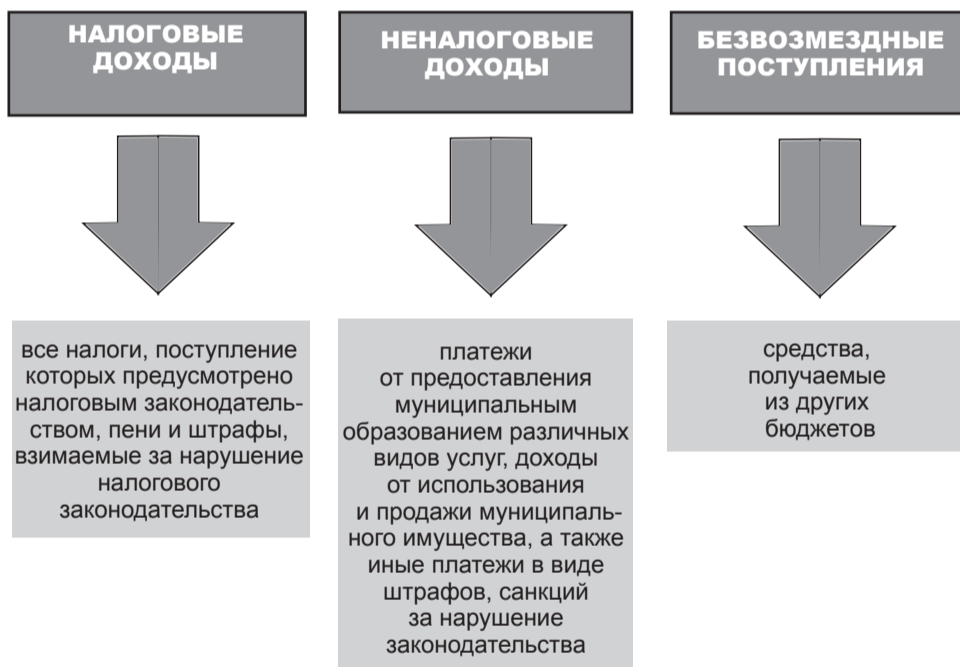 НАЛОГОВЫЕ
ДОХОДЫ
все налоги, поступление
которых предусмотрено
налоговым законодатель-
ством, пени и штрафы,
взимаемые за нарушение
налогового
законодательства
НЕНАЛОГОВЫЕ
ДОХОДЫ
платежи
от предоставления
муниципальным
образованием различных
видов услуг, доходы
от использования
и продажи муниципаль-
ного имущества, а также
иные платежи в виде
штрафов, санкций
за нарушение
законодательства
БЕЗВОЗМЕЗДНЫЕ
ПОСТУПЛЕНИЯ
средства,
получаемые
из других
бюджетов